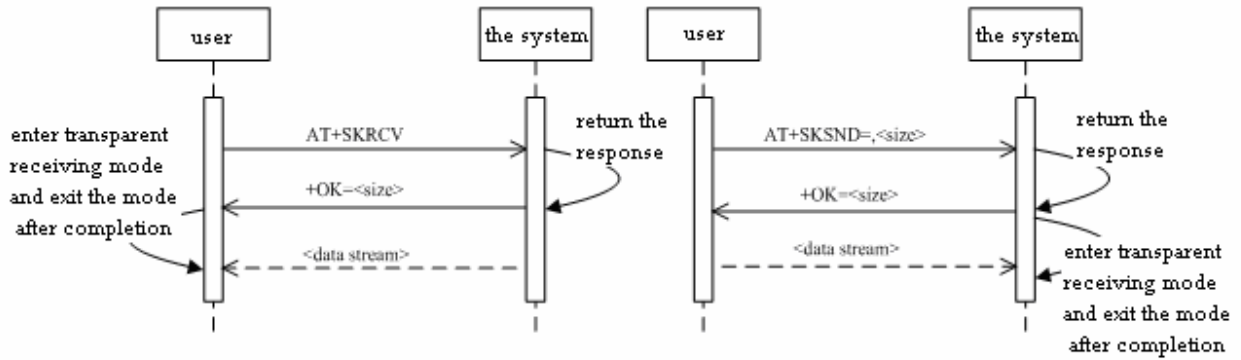 user
the system
enter transparent
receiving mode
and exit the mode
after completion
AT+SKRCV
return the
response
+OK=<size>
<data stream>
user
the system
AT+SKSND=,<size>
return the
response
+OK=<size>
<data stream>
enter transparent
receiving mode
and exit the mode
after completion